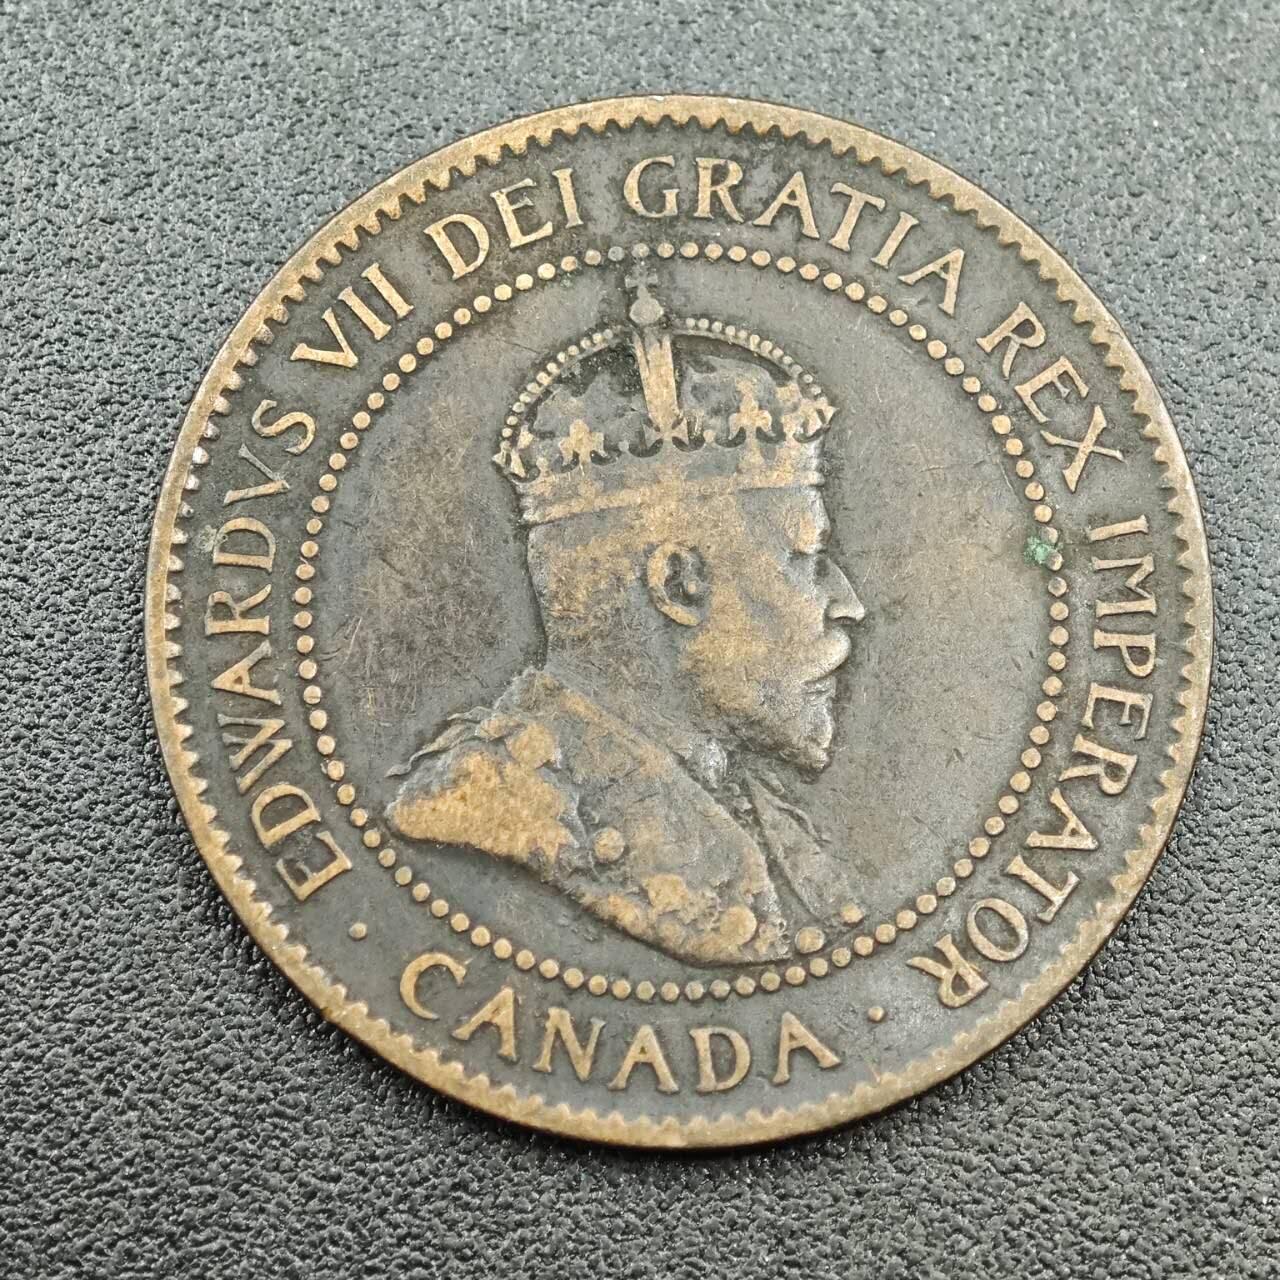 EDWARDVS VII DEI GRATIA REX IMPERATOR
· CANADA ·